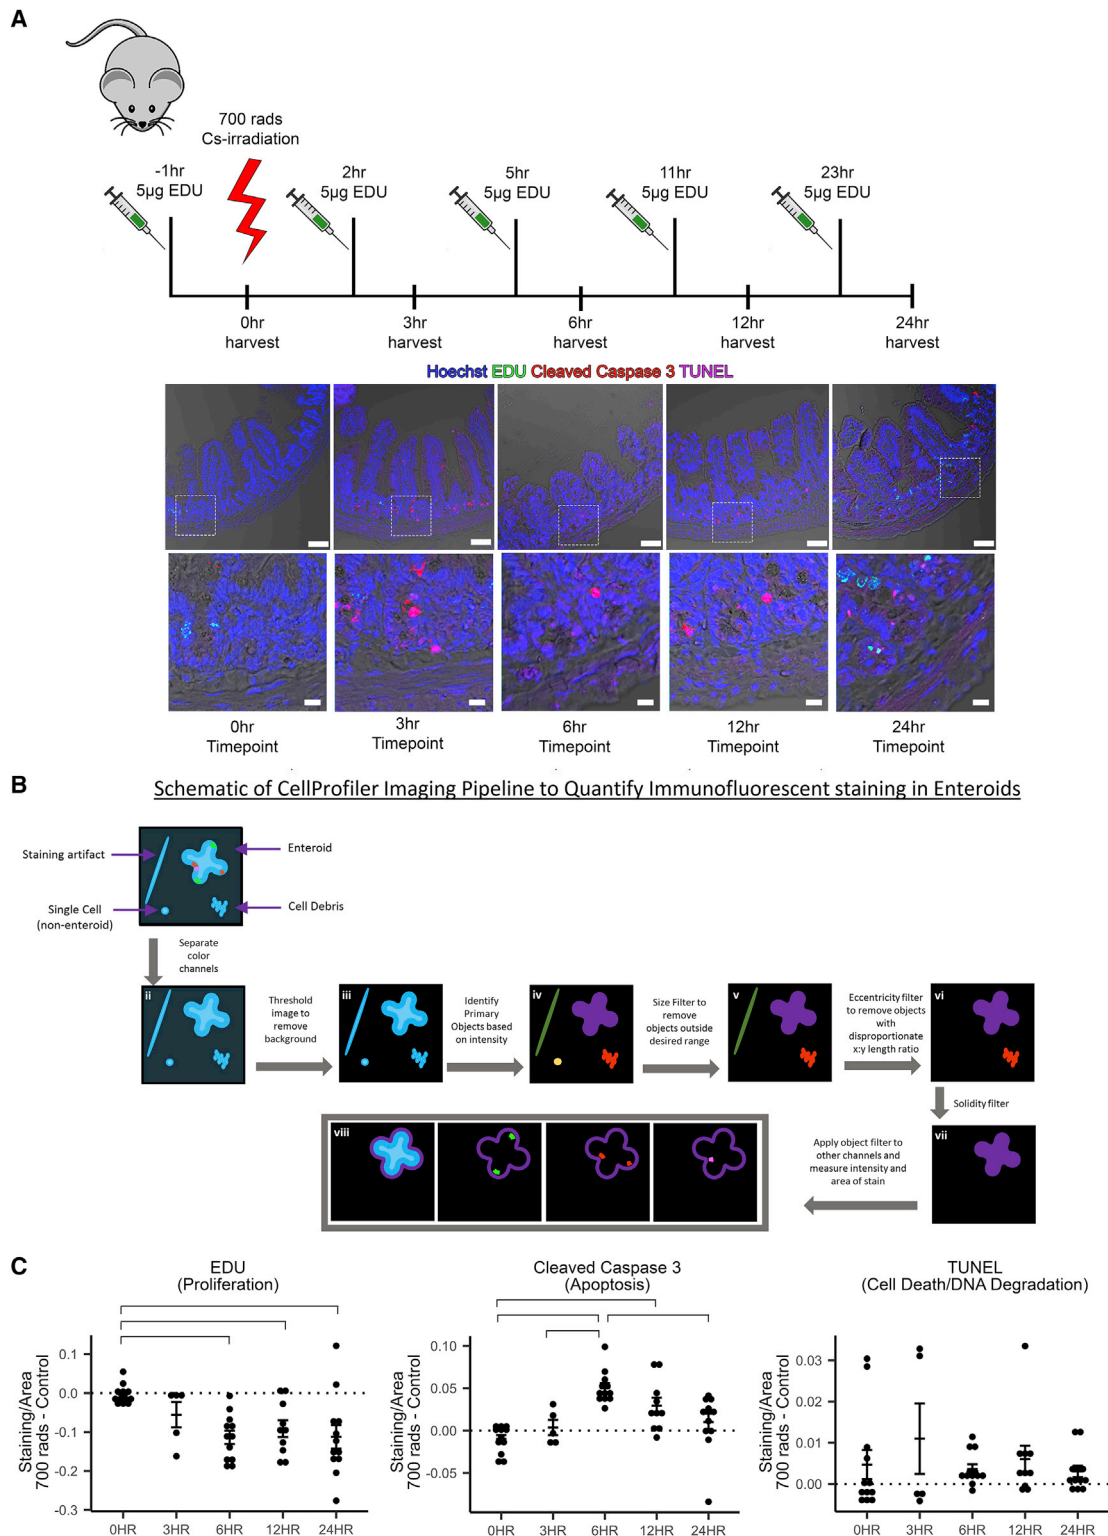 A
700 rads
Cs-irradiation
-1hr
5µg EDU
2hr
5µg EDU
5hr
5µg EDU
11hr
5µg EDU
23hr
5µg EDU
0hr
harvest
3hr
harvest
6hr
harvest
12hr
harvest
24hr
harvest
Hoechst EDU Cleaved Caspase 3 TUNEL
0hr
Timepoint
3hr
Timepoint
6hr
Timepoint
12hr
Timepoint
24hr
Timepoint
B
Schematic of CellProfiler Imaging Pipeline to Quantify Immunofluorescent staining in Enteroids
Staining artifact
Enteroid
Single Cell
(non-enteroid)
Cell Debris
Separate
color
channels
ii
Threshold
image to
remove
background
iii
Identify
Primary
Objects based
on intensity
iv
Size Filter to
remove
objects outside
desired range
v
Eccentricity filter
to remove objects
with
disproportionate
x:y length ratio
vi
Solidity filter
vii
Apply object filter to
other channels and
measure intensity and
area of stain
viii
C
EDU
(Proliferation)
Staining/Area
700 rads - Control
0.1
0.0
-0.1
-0.2
-0.3
0HR
3HR
6HR
12HR
24HR
Cleaved Caspase 3
(Apoptosis)
Staining/Area
700 rads - Control
0.10
0.05
0.00
-0.05
0HR
3HR
6HR
12HR
24HR
TUNEL
(Cell Death/DNA Degradation)
Staining/Area
700 rads - Control
0.03
0.02
0.01
0.00
0HR
3HR
6HR
12HR
24HR